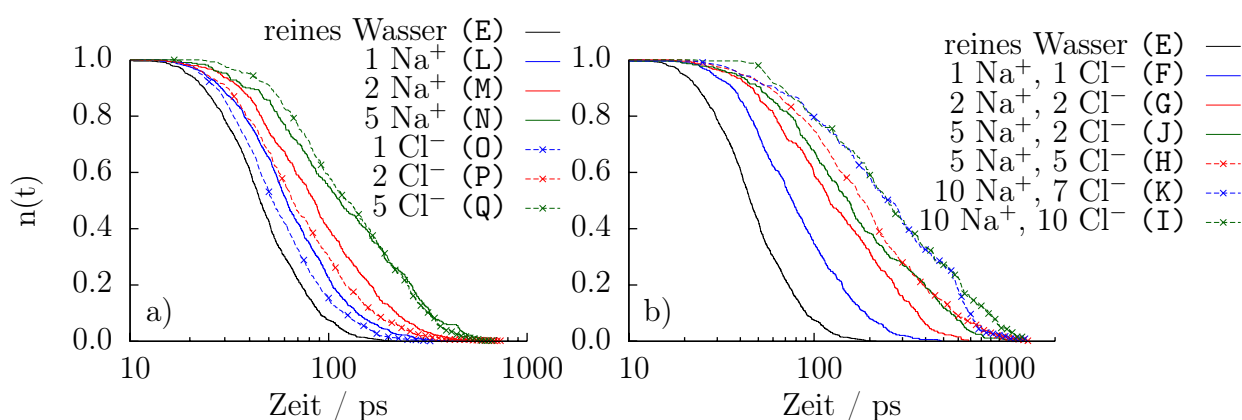 reines Wasser (E)
1 Na⁺ (L)
2 Na⁺ (M)
5 Na⁺ (N)
1 Cl⁻ (O)
2 Cl⁻ (P)
5 Cl⁻ (Q)
n(t)
1.0
0.8
0.6
0.4
0.2
0.0
a)
10
100
1000
Zeit / ps
reines Wasser (E)
1 Na⁺, 1 Cl⁻ (F)
2 Na⁺, 2 Cl⁻ (G)
5 Na⁺, 2 Cl⁻ (J)
5 Na⁺, 5 Cl⁻ (H)
10 Na⁺, 7 Cl⁻ (K)
10 Na⁺, 10 Cl⁻ (I)
1.0
0.8
0.6
0.4
0.2
0.0
b)
10
100
1000
Zeit / ps